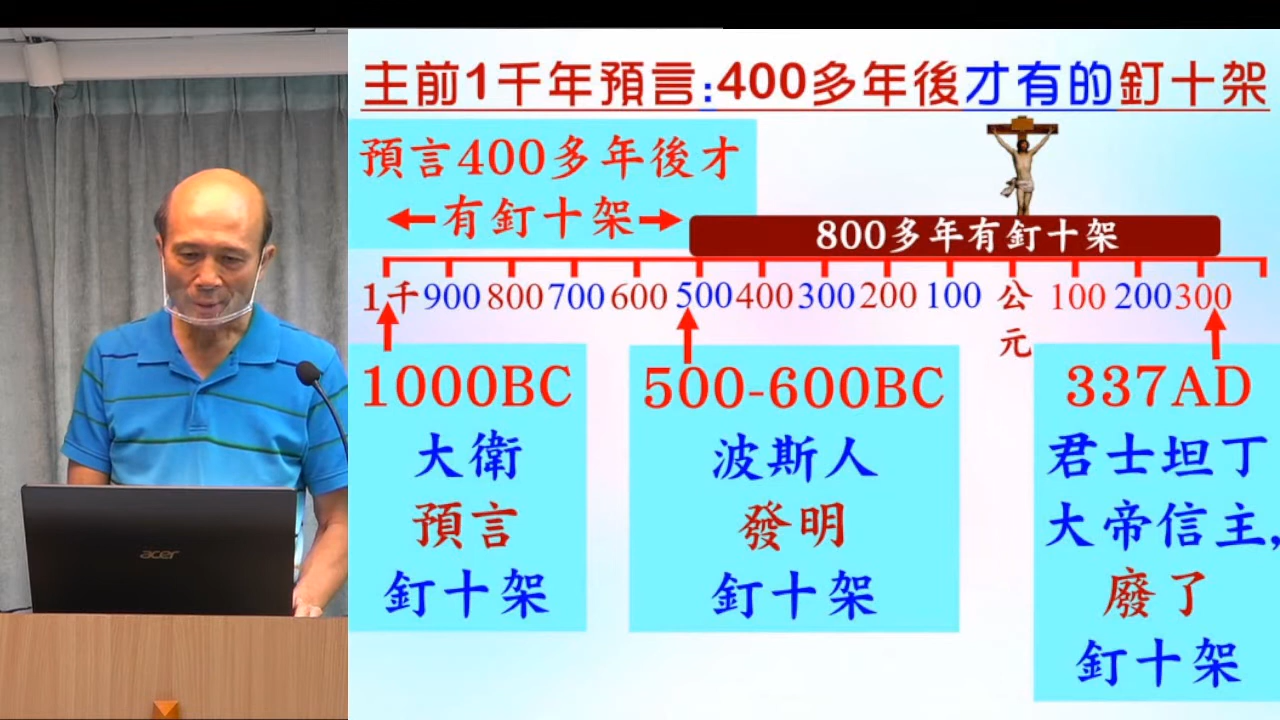 主前1千年預言:400多年後才有的釘十架
預言400多年後才
有釘十架
800多年有釘十架
1千 900 800 700 600 500 400 300 200 100 公元 100 200 300
1000BC
大衛
預言
釘十架
500-600BC
波斯人
發明
釘十架
337AD
君士坦丁
大帝信主,
廢了
釘十架
acer